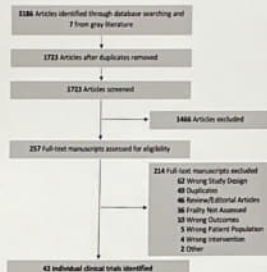 3186 Articles identified through database searching and
7 from gray literature
1723 Articles after duplicates removed
1723 Articles screened
1466 Articles excluded
257 Full-text manuscripts assessed for eligibility
214 Full-text manuscripts excluded
62 Wrong Study Design
49 Duplicates
46 Review/Editorial Articles
36 Frailty Not Assessed
10 Wrong Outcomes
5 Wrong Patient Population
4 Wrong Intervention
2 Other
43 individual clinical trials identified